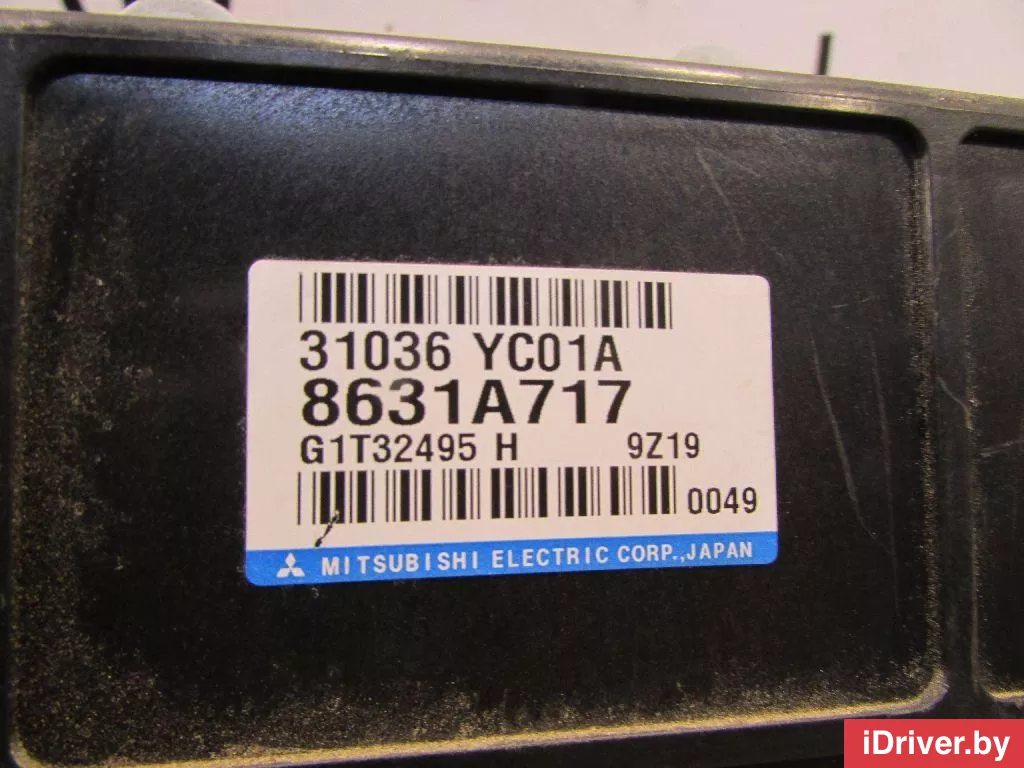 31036 YC01A
8631A717
G1T32495 H 9Z19
0049
MITSUBISHI ELECTRIC CORP.,JAPAN
iDriver.by